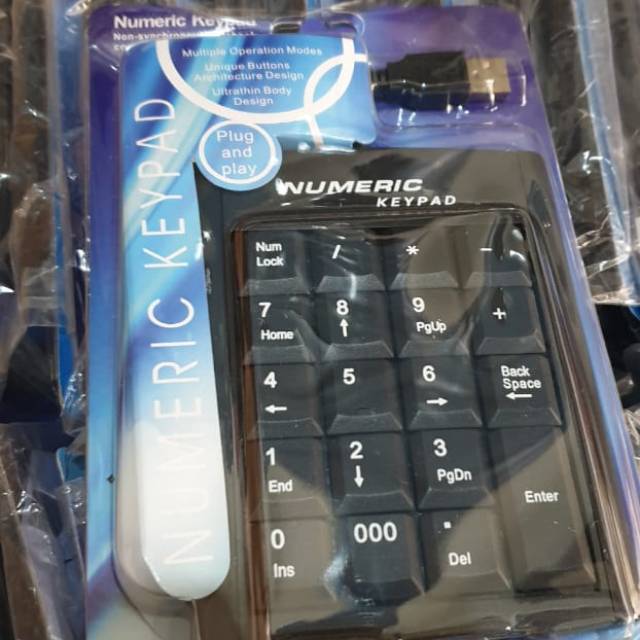 Numeric Keypad
Non-synchronous
Multiple Operation Modes
Unique Buttons
Architecture Design
Ultrathin Body
Design
Plug
and
play
NUMERIC KEYPAD
NUMERIC
KEYPAD
Num
Lock
/
*
-
7
Home
8
↑
9
PgUp
+
4
←
5
6
→
Back
Space
←
1
End
2
↓
3
PgDn
Enter
0
Ins
000
.
Del